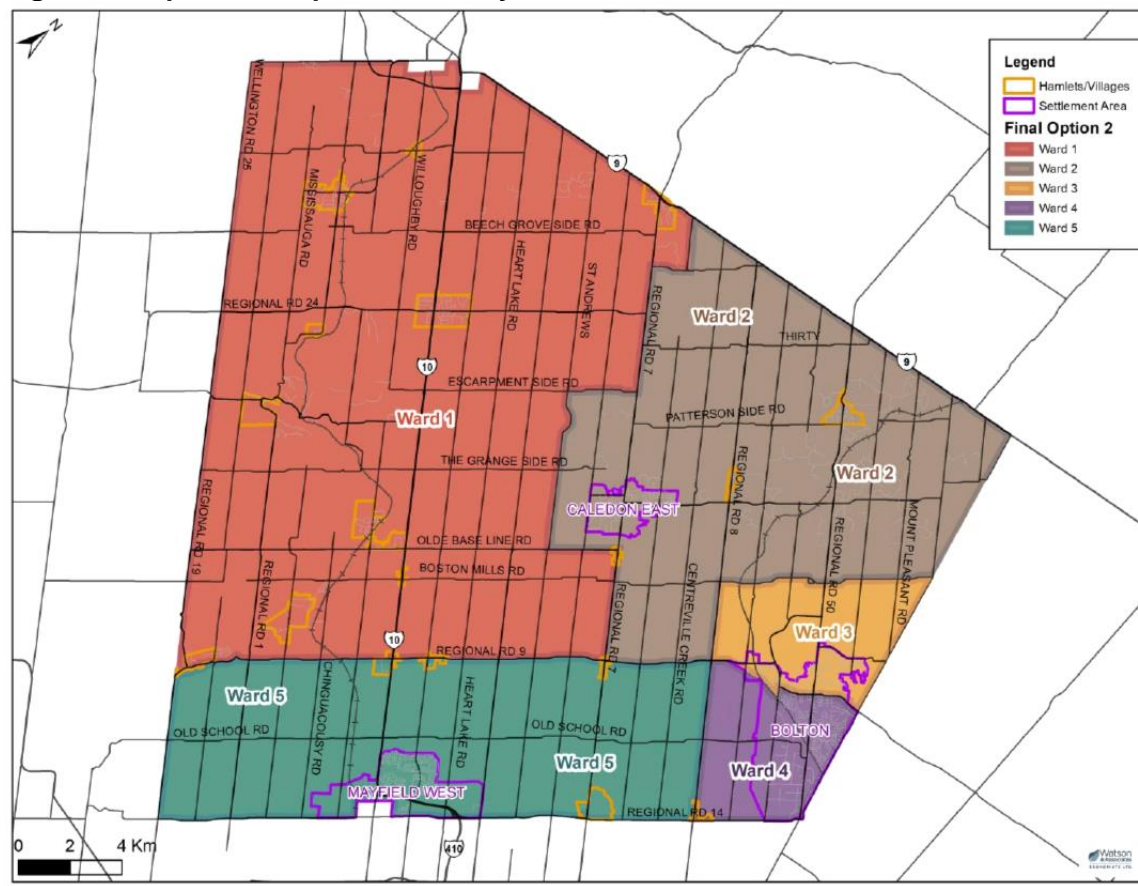 N
Legend
Hamlets/Villages
Settlement Area
Final Option 2
Ward 1
Ward 2
Ward 3
Ward 4
Ward 5
WELLINGTON RD 25
MISSISSAUGA RD
WILLOUGHBY RD
9
BEECH GROVE SIDE RD
HEART LAKE RD
ST ANDREWS
REGIONAL RD 7
REGIONAL RD 24
Ward 2
THIRTY
10
9
ESCARPMENT SIDE RD
Ward 1
PATTERSON SIDE RD
THE GRANGE SIDE RD
Ward 2
REGIONAL RD 19
CALEDON EAST
REGIONAL RD 8
REGIONAL RD 50
MOUNT PLEASANT RD
OLDE BASE LINE RD
BOSTON MILLS RD
REGIONAL RD 1
REGIONAL RD 7
CENTREVILLE CREEK RD
10
Ward 3
REGIONAL RD 9
CHINGUACOUSY RD
HEART LAKE RD
Ward 5
OLD SCHOOL RD
OLD SCHOOL RD
BOLTON
Ward 5
Ward 4
MAYFIELD WEST
REGIONAL RD 14
410
0 2 4 Km
Watson
& Associates
ECONOMISTS LTD.